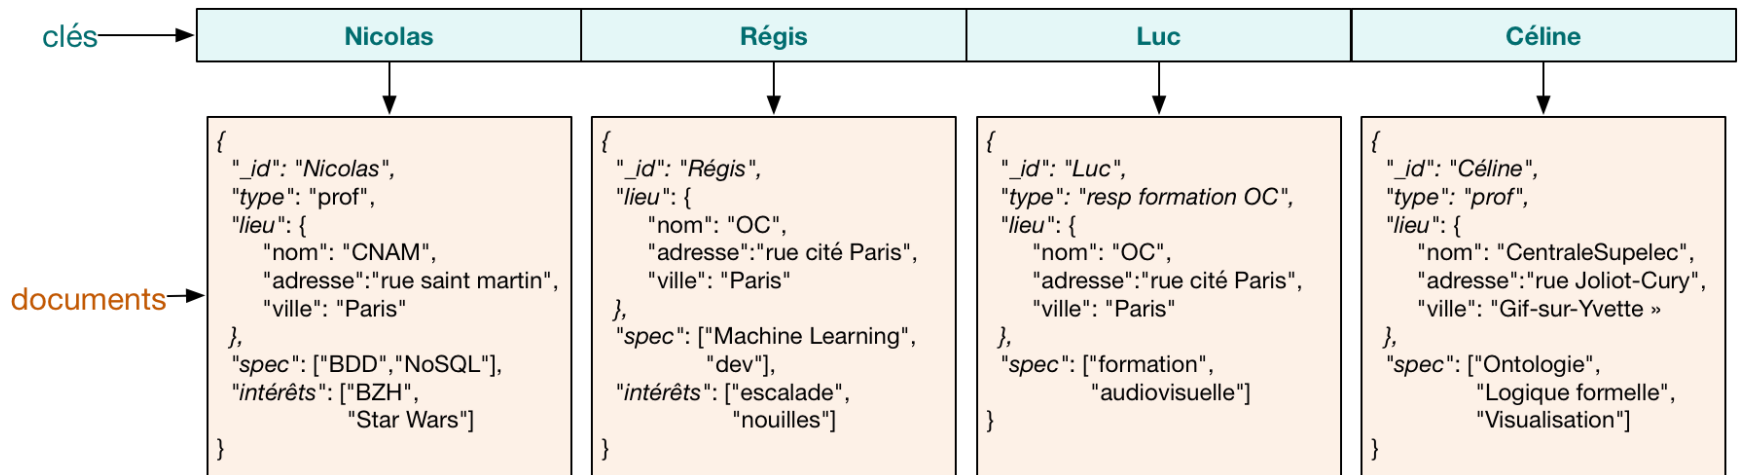 clés
Nicolas
Régis
Luc
Céline
documents
{
"_id": "Nicolas",
"type": "prof",
"lieu": {
"nom": "CNAM",
"adresse":"rue saint martin",
"ville": "Paris"
},
"spec": ["BDD","NoSQL"],
"intérêts": ["BZH",
"Star Wars"]
}
{
"_id": "Régis",
"lieu": {
"nom": "OC",
"adresse":"rue cité Paris",
"ville": "Paris"
},
"spec": ["Machine Learning",
"dev"],
"intérêts": ["escalade",
"nouilles"]
}
{
"_id": "Luc",
"type": "resp formation OC",
"lieu": {
"nom": "OC",
"adresse":"rue cité Paris",
"ville": "Paris"
},
"spec": ["formation",
"audiovisuelle"]
}
{
"_id": "Céline",
"type": "prof",
"lieu": {
"nom": "CentraleSupelec",
"adresse":"rue Joliot-Cury",
"ville": "Gif-sur-Yvette »
},
"spec": ["Ontologie",
"Logique formelle",
"Visualisation"]
}